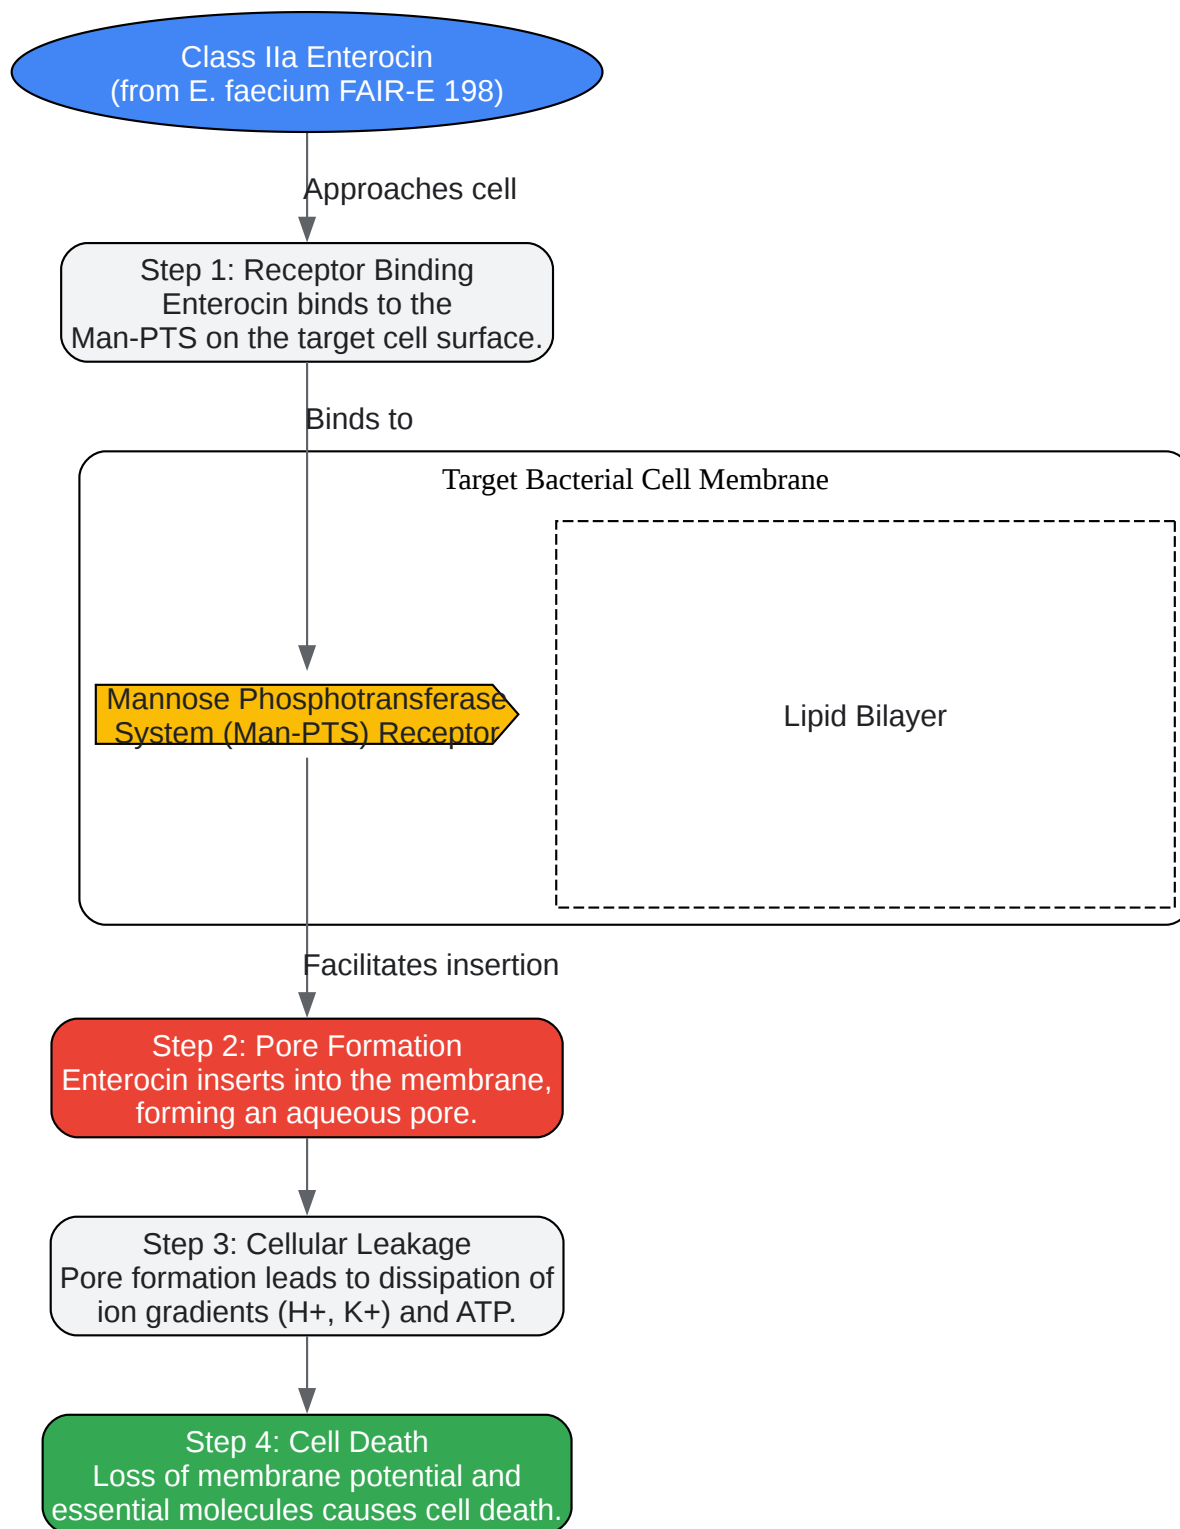 Class IIa Enterocin
(from E. faecium FAIR-E 198)
Approaches cell
Step 1: Receptor Binding
Enterocin binds to the
Man-PTS on the target cell surface.
Binds to
Target Bacterial Cell Membrane
Mannose Phosphotransferase
System (Man-PTS) Receptor
Lipid Bilayer
Facilitates insertion
Step 2: Pore Formation
Enterocin inserts into the membrane,
forming an aqueous pore.
Step 3: Cellular Leakage
Pore formation leads to dissipation of
ion gradients (H+, K+) and ATP.
Step 4: Cell Death
Loss of membrane potential and
essential molecules causes cell death.